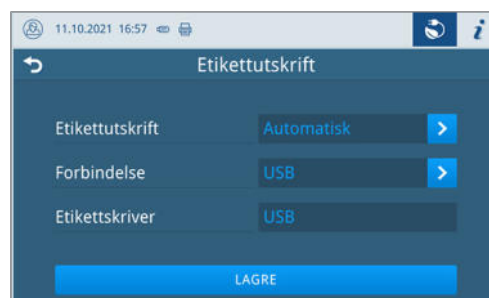 11.10.2021 16:57
i
Etikettutskrift
Etikettutskrift Automatisk
Forbindelse USB
Etikettskriver USB
LAGRE